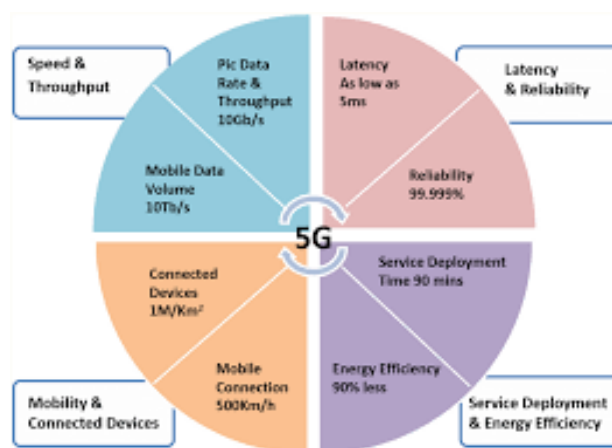 Speed &
Throughput
Pic Data
Rate &
Throughput
10Gb/s
Mobile Data
Volume
10Tb/s
Latency
As low as
5ms
Reliability
99.999%
Latency
& Reliability
5G
Connected
Devices
1M/Km²
Mobile
Connection
500Km/h
Service Deployment
Time 90 mins
Energy Efficiency
90% less
Mobility &
Connected Devices
Service Deployment
& Energy Efficiency